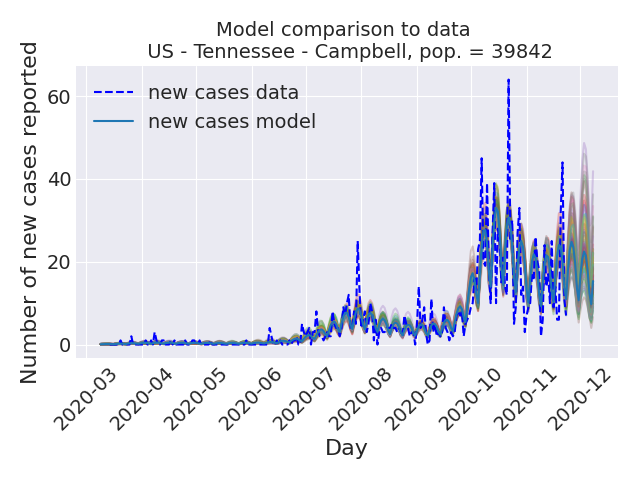 Model comparison to data
US - Tennessee - Campbell, pop. = 39842
Number of new cases reported
60
40
20
0
new cases data
new cases model
2020-03
2020-04
2020-05
2020-06
2020-07
2020-08
2020-09
2020-10
2020-11
2020-12
Day